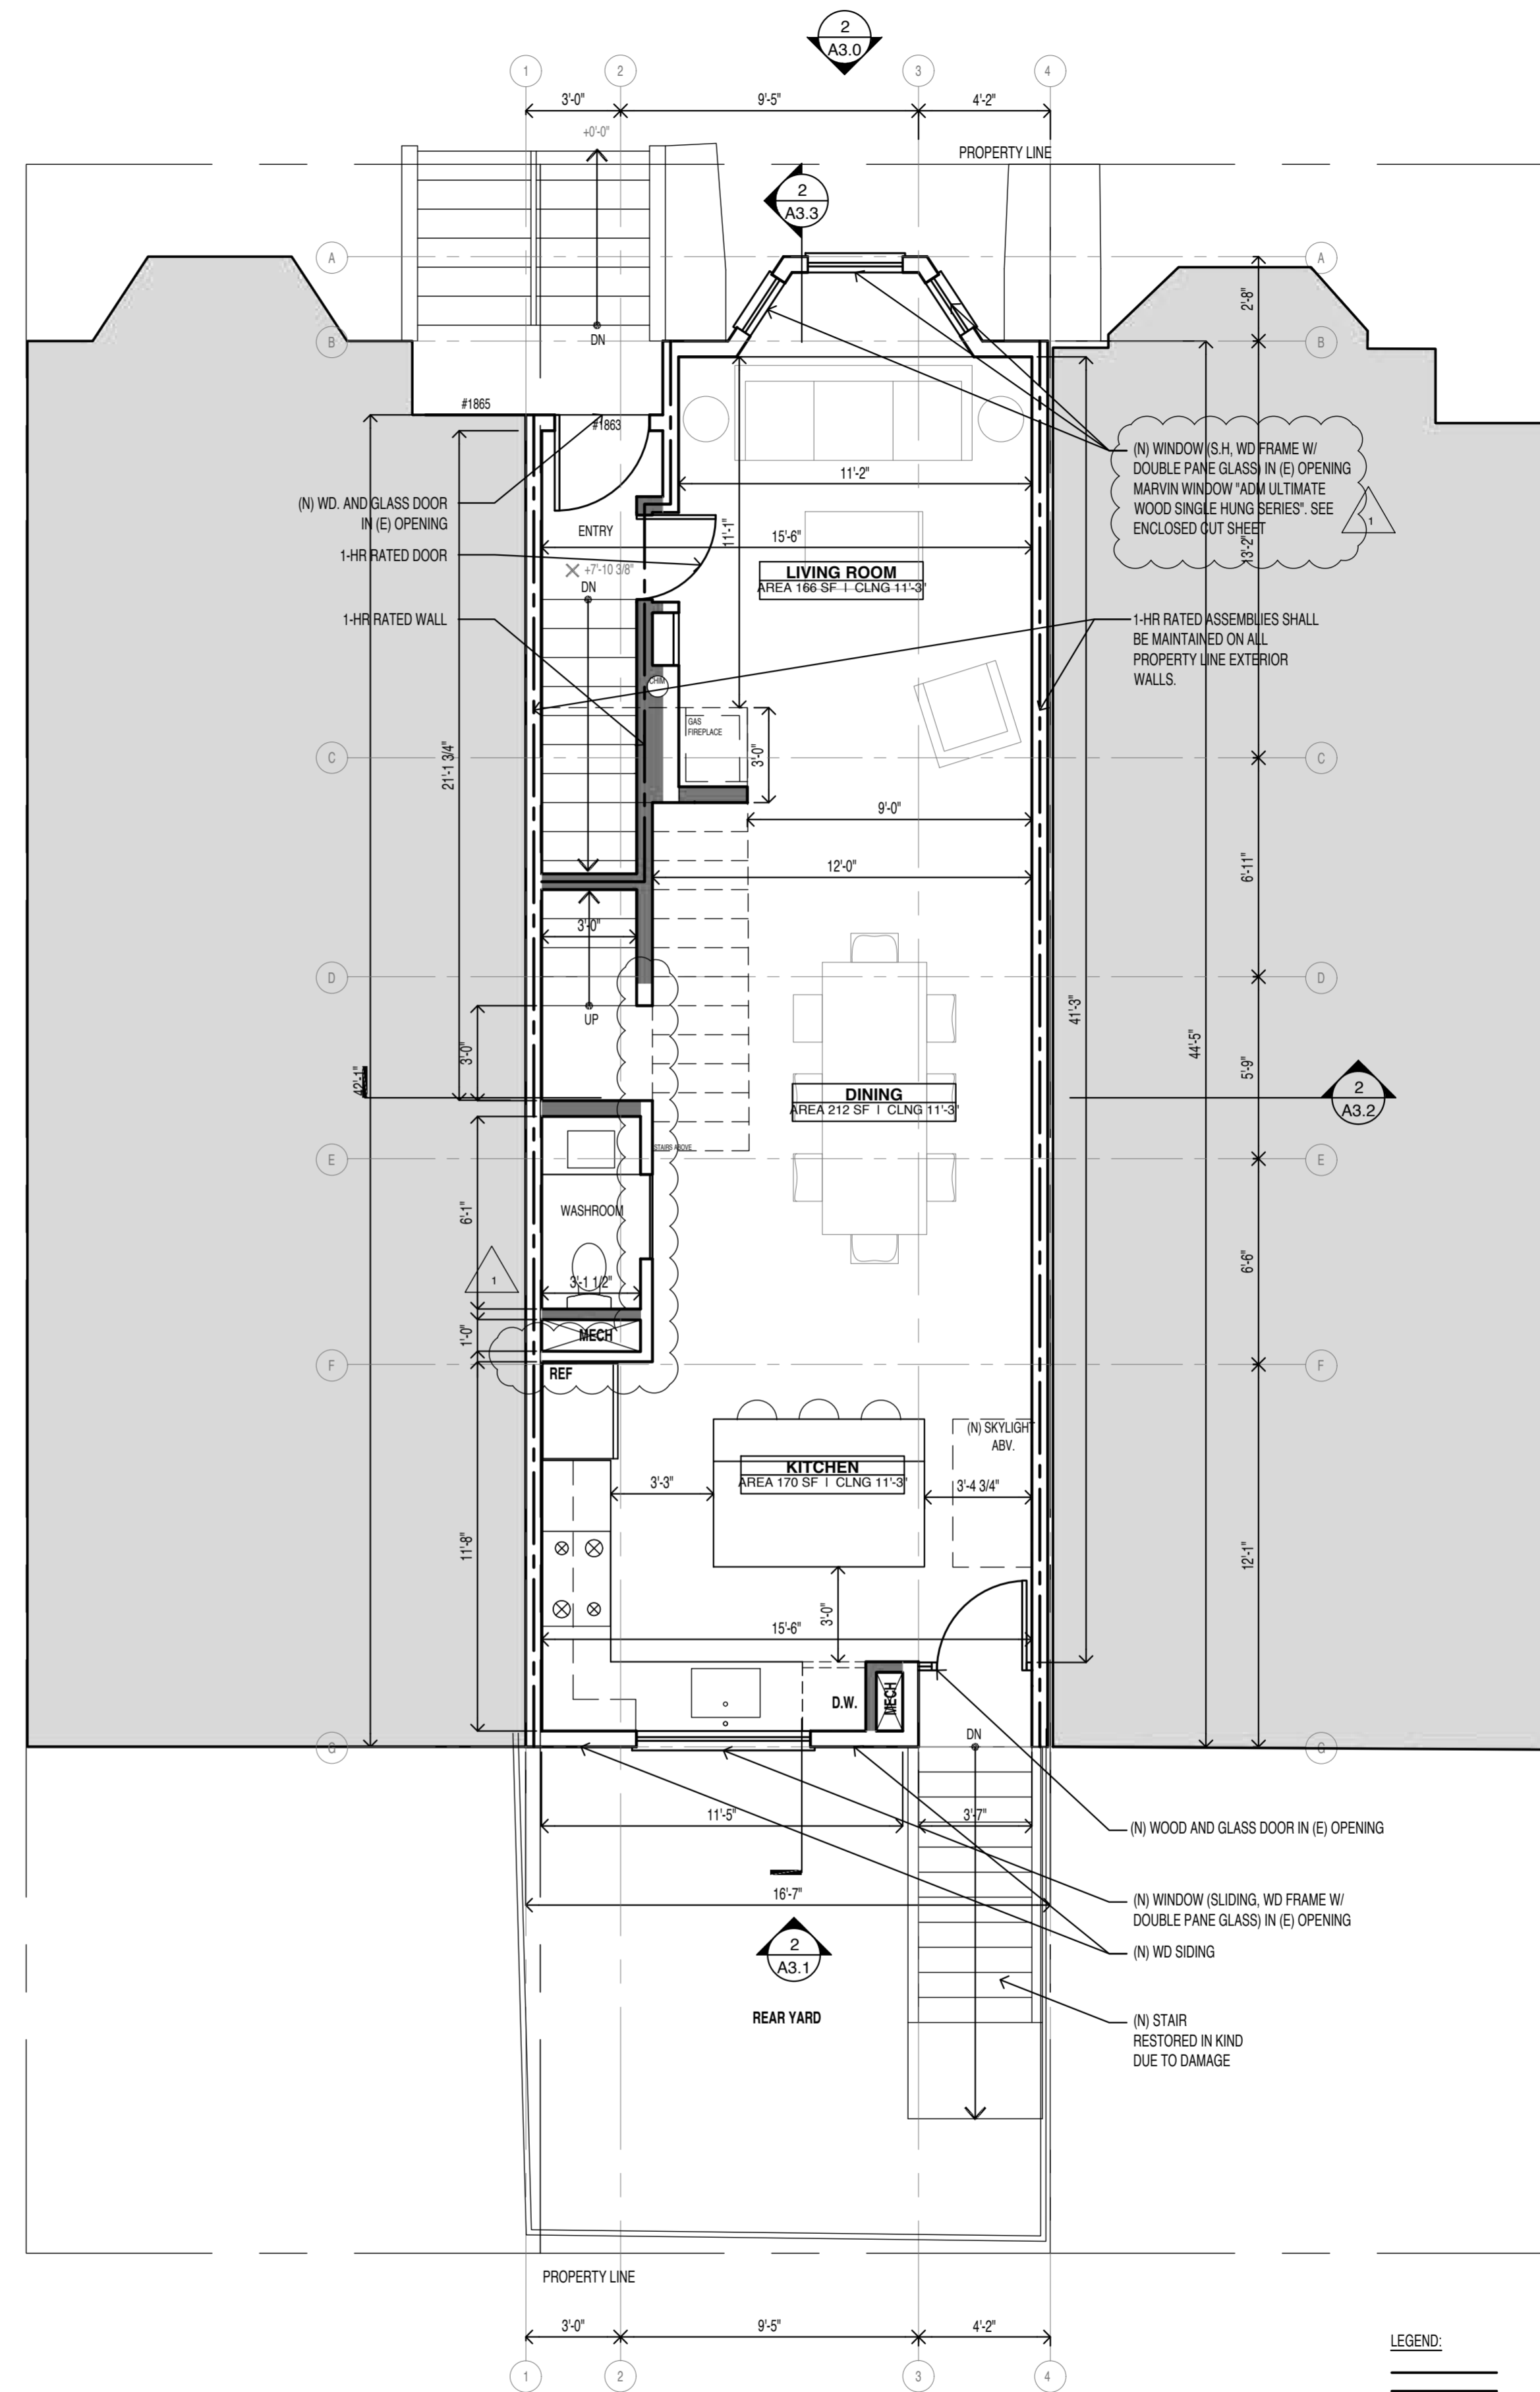 2
A3.0
1
2
3
4
3'-0"
9'-5"
4'-2"
+0'-0"
PROPERTY LINE
2
A3.3
A
A
2'-8"
DN
B
B
#1865
#1863
(N) WINDOW (S.H, WD FRAME W/
DOUBLE PANE GLASS) IN (E) OPENING
MARVIN WINDOW "ADM ULTIMATE
WOOD SINGLE HUNG SERIES". SEE
ENCLOSED CUT SHEET
1
13'-2"
11'-2"
(N) WD. AND GLASS DOOR
IN (E) OPENING
ENTRY
11'-1"
15'-6"
1-HR RATED DOOR
+7'-10 3/8"
DN
LIVING ROOM
AREA 166 SF I CLNG 11'-3"
1-HR RATED WALL
1-HR RATED ASSEMBLIES SHALL
BE MAINTAINED ON ALL
PROPERTY LINE EXTERIOR
WALLS.
CHIM
GAS
FIREPLACE
3'-0"
C
C
21'-1 3/4"
9'-0"
12'-0"
6'-11"
3'-0"
D
D
UP
41'-3"
44'-5"
3'-0"
42'-1"
5'-9"
DINING
AREA 212 SF I CLNG 11'-3"
2
A3.2
STAIRS ABOVE
E
E
6'-1"
WASHROOM
6'-6"
1
3'-1 1/2"
1'-0"
MECH
F
F
REF
(N) SKYLIGHT
ABV.
KITCHEN
AREA 170 SF I CLNG 11'-3"
3'-3"
3'-4 3/4"
11'-8"
12'-1"
3'-0"
15'-6"
D.W.
MECH
DN
G
G
11'-5"
3'-7"
(N) WOOD AND GLASS DOOR IN (E) OPENING
16'-7"
(N) WINDOW (SLIDING, WD FRAME W/
DOUBLE PANE GLASS) IN (E) OPENING
2
A3.1
(N) WD SIDING
REAR YARD
(N) STAIR
RESTORED IN KIND
DUE TO DAMAGE
PROPERTY LINE
3'-0"
9'-5"
4'-2"
LEGEND:
1
2
3
4